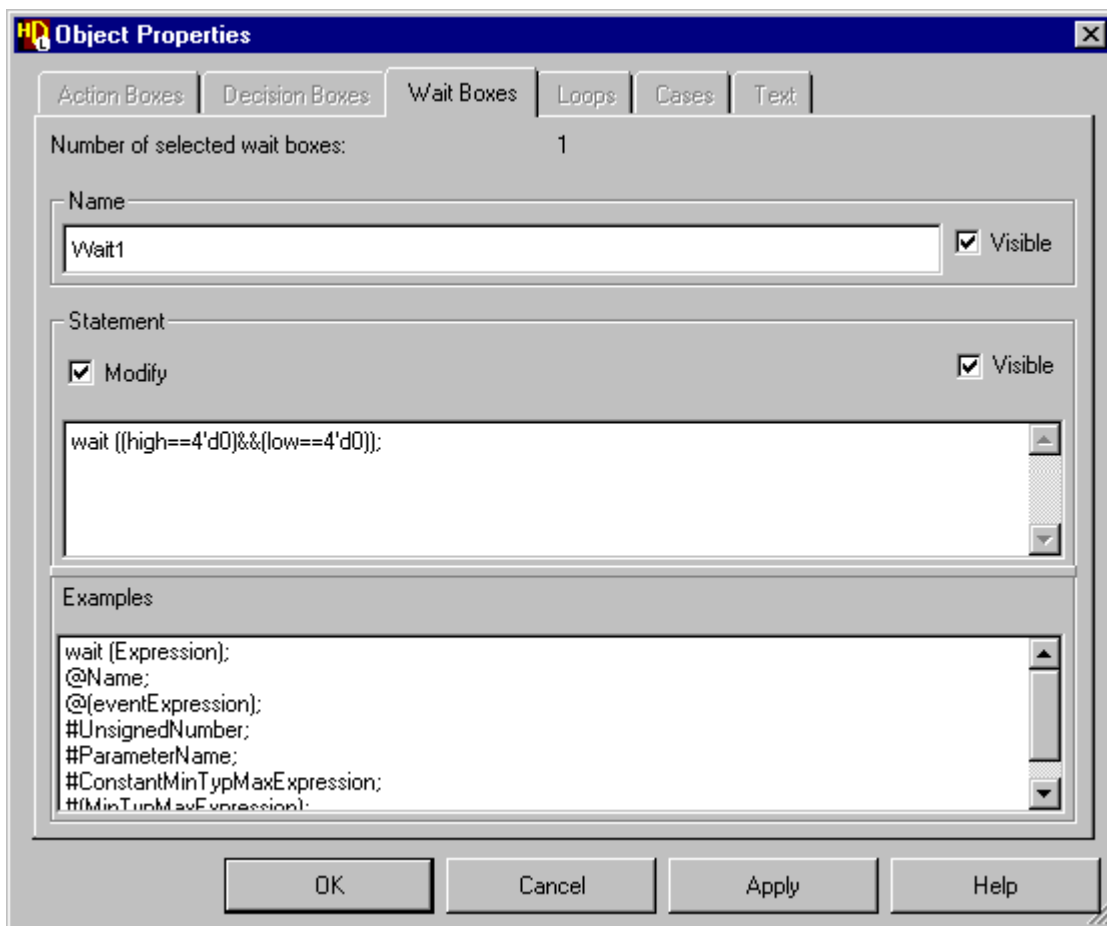 HDL Object Properties
Action Boxes Decision Boxes Wait Boxes Loops Cases Text
Number of selected wait boxes: 1
Name
Wait1 Visible
Statement
Modify Visible
wait ((high==4'd0)&&(low==4'd0));
Examples
wait (Expression);
@Name;
@(eventExpression);
#UnsignedNumber;
#ParameterName;
#ConstantMinTypMaxExpression;
#(MinTypMaxExpression);
OK Cancel Apply Help